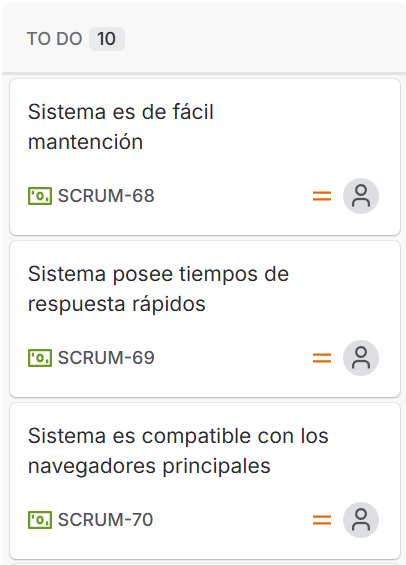 TO DO 10
Sistema es de fácil
mantención
SCRUM-68
Sistema posee tiempos de
respuesta rápidos
SCRUM-69
Sistema es compatible con los
navegadores principales
SCRUM-70